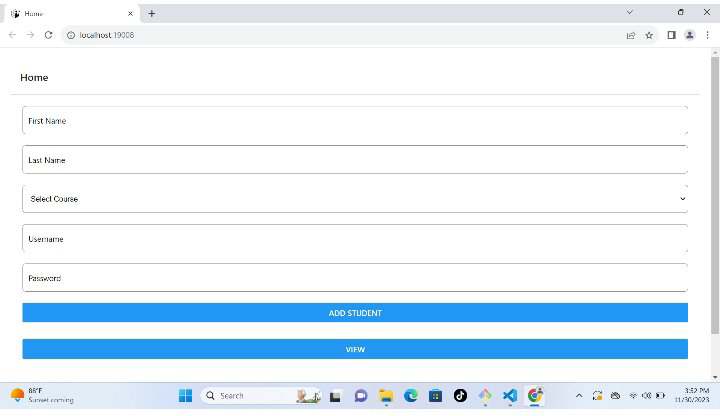 Home
localhost:19008
Home
First Name
Last Name
Select Course
Username
Password
ADD STUDENT
VIEW
88°F
Sunset coming
Search
3:52 PM
11/30/2023